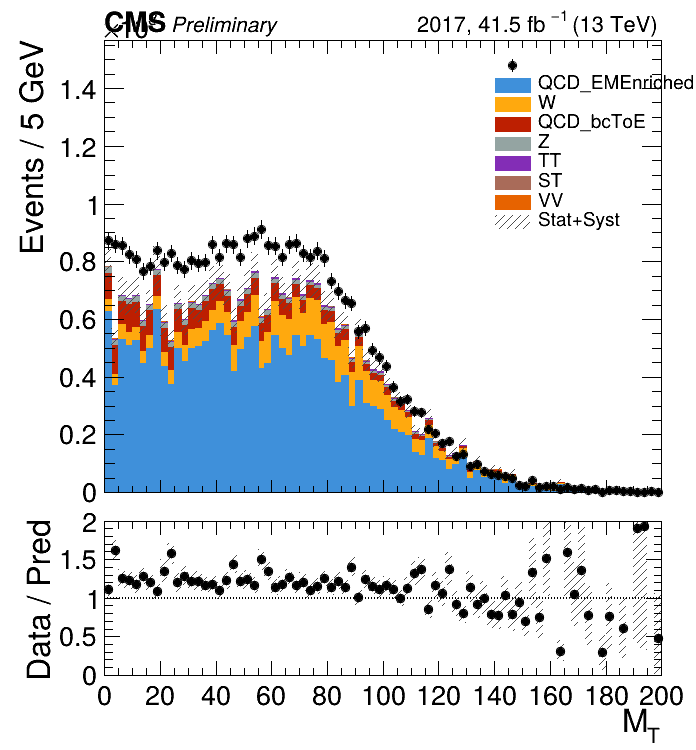 CMS Preliminary 2017, 41.5 fb⁻¹ (13 TeV)
Events / 5 GeV
1.4
1.2
1
0.8
0.6
0.4
0.2
0
QCD_EMEnriched
W
QCD_bcToE
Z
TT
ST
VV
Stat+Syst
Data / Pred
2
1.5
1
0.5
0
0 20 40 60 80 100 120 140 160 180 200
M_T